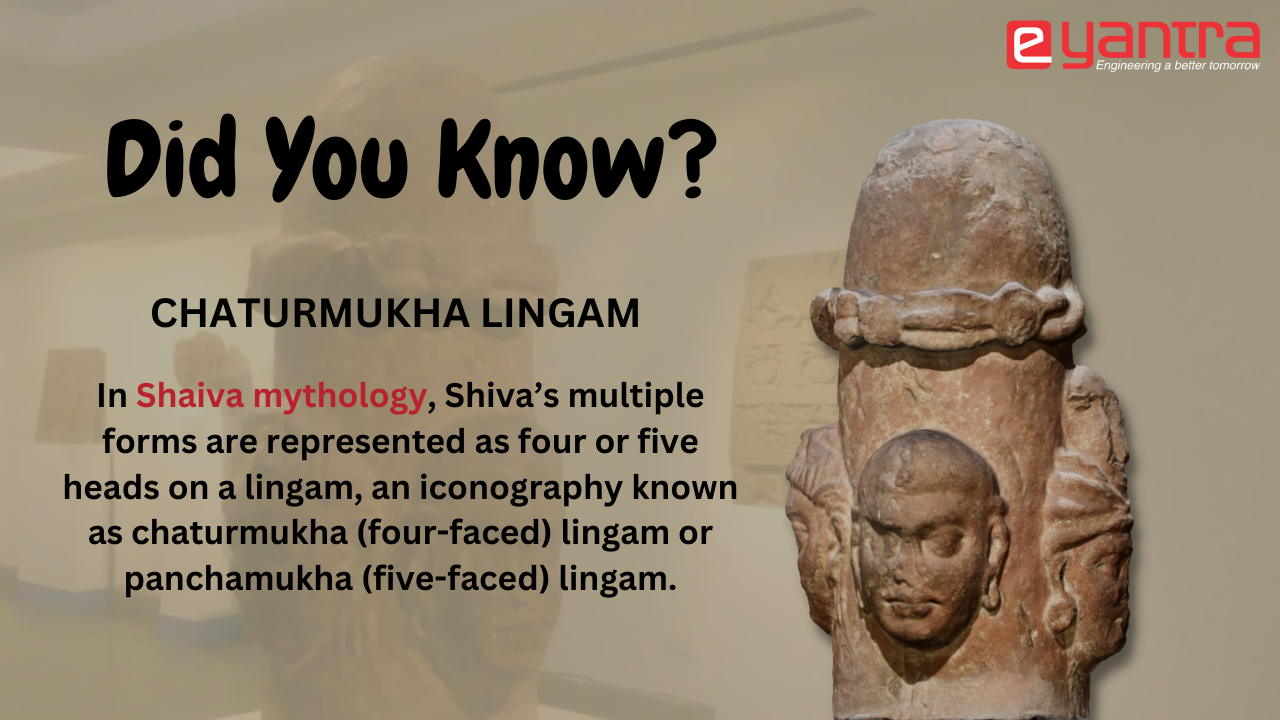 e yantra
Engineering a better tomorrow
Did You Know?
CHATURMUKHA LINGAM
In Shaiva mythology, Shiva’s multiple
forms are represented as four or five
heads on a lingam, an iconography known
as chaturmukha (four-faced) lingam or
panchamukha (five-faced) lingam.